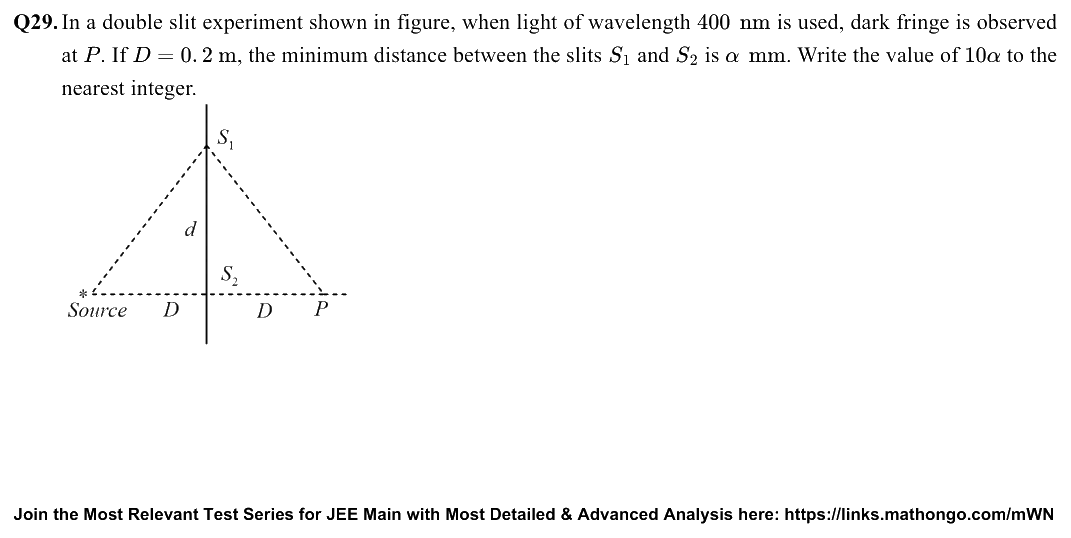 Q29. In a double slit experiment shown in figure, when light of wavelength 400 nm is used, dark fringe is observed
at P. If D = 0. 2 m, the minimum distance between the slits S₁ and S₂ is α mm. Write the value of 10α to the
nearest integer.
S₁
d
S₂
*
Source D D P
Join the Most Relevant Test Series for JEE Main with Most Detailed & Advanced Analysis here: https://links.mathongo.com/mWN